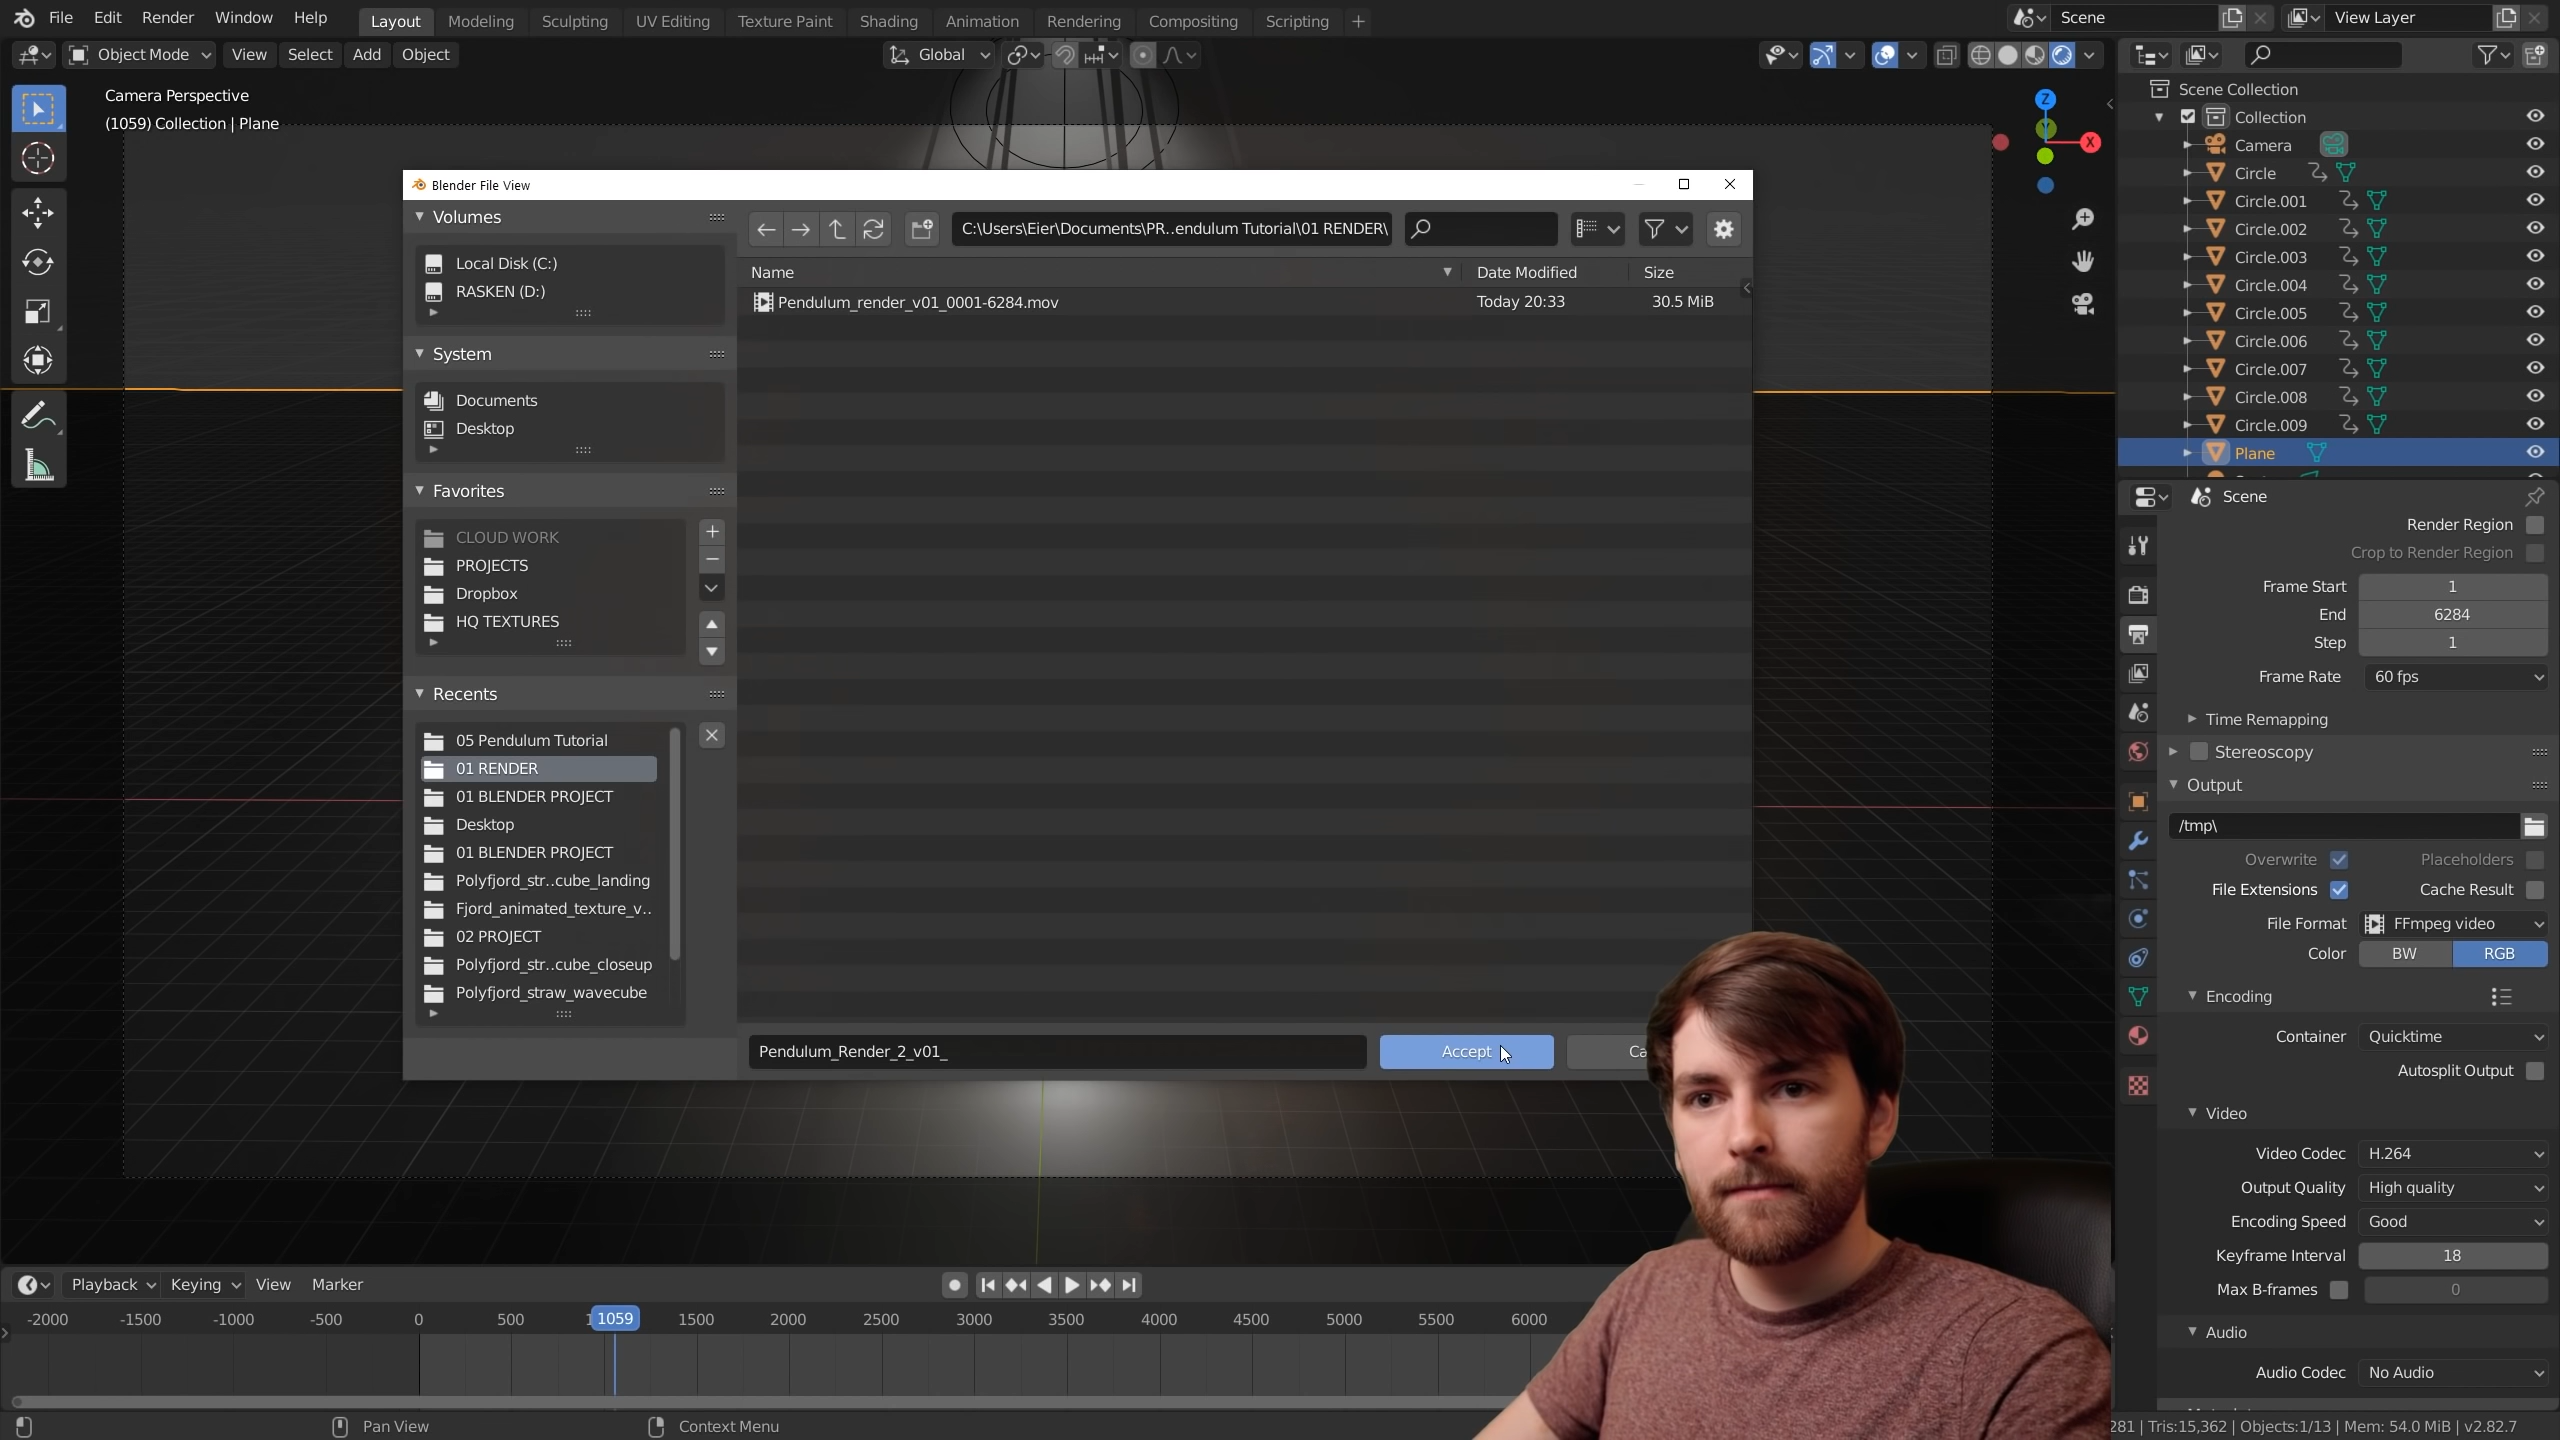 File Edit Render Window Help Layout Modeling Sculpting UV Editing Texture Paint Shading Animation Rendering Compositing Scripting + Scene View Layer
Object Mode View Select Add Object Global
Camera Perspective
(1059) Collection | Plane
Z
X
Blender File View
Volumes
Local Disk (C:)
RASKEN (D:)
System
Documents
Desktop
Favorites
CLOUD WORK
PROJECTS
Dropbox
HQ TEXTURES
Recents
05 Pendulum Tutorial
01 RENDER
01 BLENDER PROJECT
Desktop
01 BLENDER PROJECT
Polyfjord_str..cube_landing
Fjord_animated_texture_v..
02 PROJECT
Polyfjord_str..cube_closeup
Polyfjord_straw_wavecube
C:\Users\Eier\Documents\PR..endulum Tutorial\01 RENDER\
Name Date Modified Size
Pendulum_render_v01_0001-6284.mov Today 20:33 30.5 MiB
Pendulum_Render_2_v01_ Accept Ca
Scene Collection
Collection
Camera
Circle
Circle.001
Circle.002
Circle.003
Circle.004
Circle.005
Circle.006
Circle.007
Circle.008
Circle.009
Plane
Scene
Render Region
Crop to Render Region
Frame Start 1
End 6284
Step 1
Frame Rate 60 fps
Time Remapping
Stereoscopy
Output
/tmp\
Overwrite Placeholders
File Extensions Cache Result
File Format FFmpeg video
Color BW RGB
Encoding
Container Quicktime
Autosplit Output
Video
Video Codec H.264
Output Quality High quality
Encoding Speed Good
Keyframe Interval 18
Max B-frames 0
Audio
Audio Codec No Audio
Playback Keying View Marker
-2000 -1500 -1000 -500 0 500 1059 1500 2000 2500 3000 3500 4000 4500 5000 5500 6000
Pan View Context Menu
281 | Tris:15,362 | Objects:1/13 | Mem: 54.0 MiB | v2.82.7